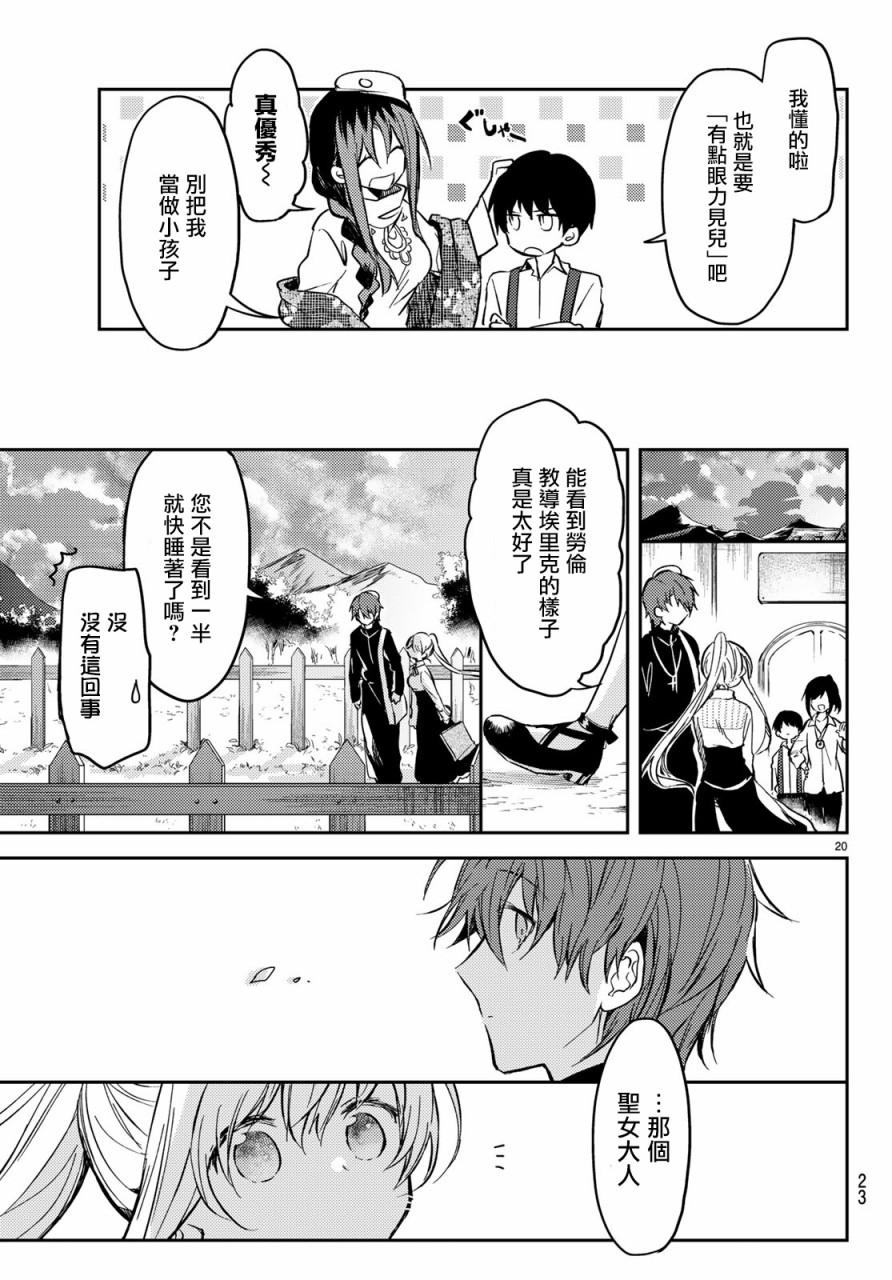 我懂的啦
也就是要
「有點眼力見兒」吧
ぐしゃー
真優秀～
別把我
當做小孩子
能看到勞倫
教導埃里克的樣子
真是太好了
您不是看到一半
就快睡著了嗎？
沒
沒有這回事
20
…那個
聖女大人
23